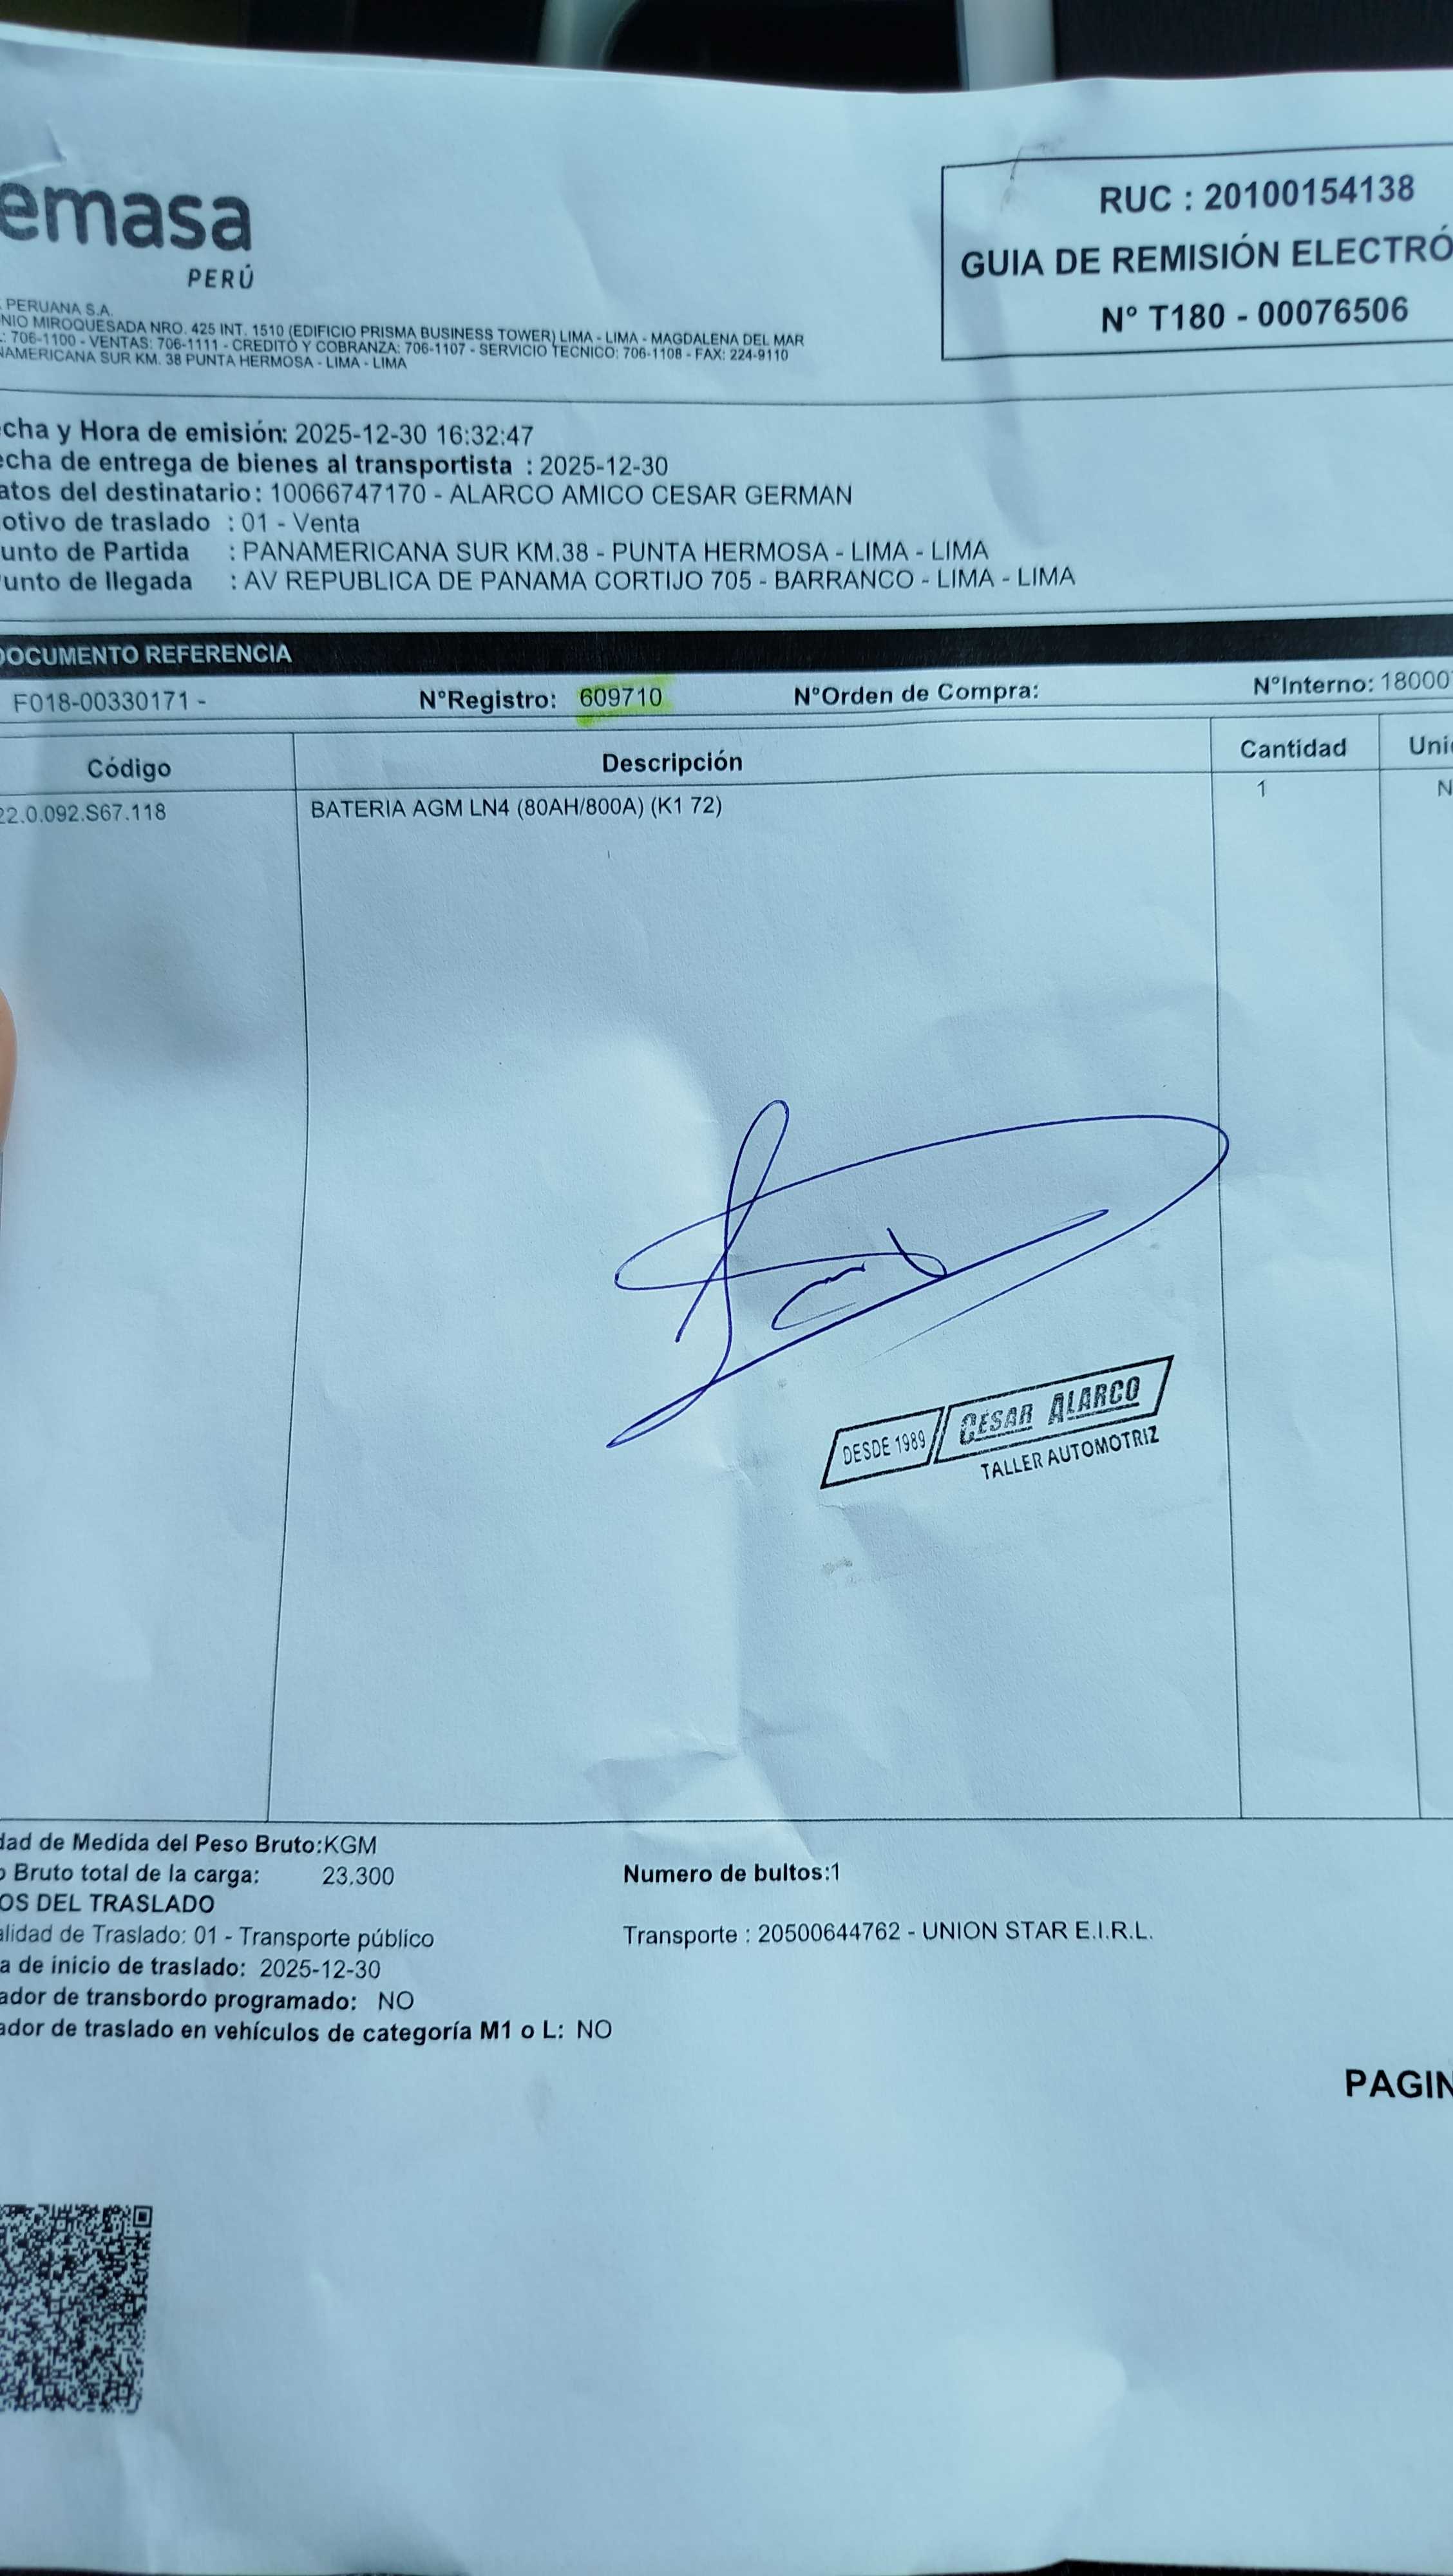 emasa
PERÚ
PERUANA S.A.
NIO MIROQUESADA NRO. 425 INT. 1510 (EDIFICIO PRISMA BUSINESS TOWER) LIMA - LIMA - MAGDALENA DEL MAR
.: 706-1100 - VENTAS: 706-1111 - CREDITO Y COBRANZA: 706-1107 - SERVICIO TECNICO: 706-1108 - FAX: 224-9110
NAMERICANA SUR KM. 38 PUNTA HERMOSA - LIMA - LIMA
RUC : 20100154138
GUIA DE REMISIÓN ELECTRÓ
N° T180 - 00076506
cha y Hora de emisión: 2025-12-30 16:32:47
echa de entrega de bienes al transportista : 2025-12-30
atos del destinatario: 10066747170 - ALARCO AMICO CESAR GERMAN
otivo de traslado : 01 - Venta
unto de Partida : PANAMERICANA SUR KM.38 - PUNTA HERMOSA - LIMA - LIMA
unto de llegada : AV REPUBLICA DE PANAMA CORTIJO 705 - BARRANCO - LIMA - LIMA
DOCUMENTO REFERENCIA
F018-00330171 - N°Registro: 609710 N°Orden de Compra: N°Interno: 18000
Código Descripción Cantidad Uni
22.0.092.S67.118 BATERIA AGM LN4 (80AH/800A) (K1 72) 1 N
DESDE 1989 CESAR ALARCO
TALLER AUTOMOTRIZ
dad de Medida del Peso Bruto:KGM
o Bruto total de la carga: 23.300 Numero de bultos:1
OS DEL TRASLADO
alidad de Traslado: 01 - Transporte público Transporte : 20500644762 - UNION STAR E.I.R.L.
a de inicio de traslado: 2025-12-30
ador de transbordo programado: NO
ador de traslado en vehículos de categoría M1 o L: NO
PAGIN